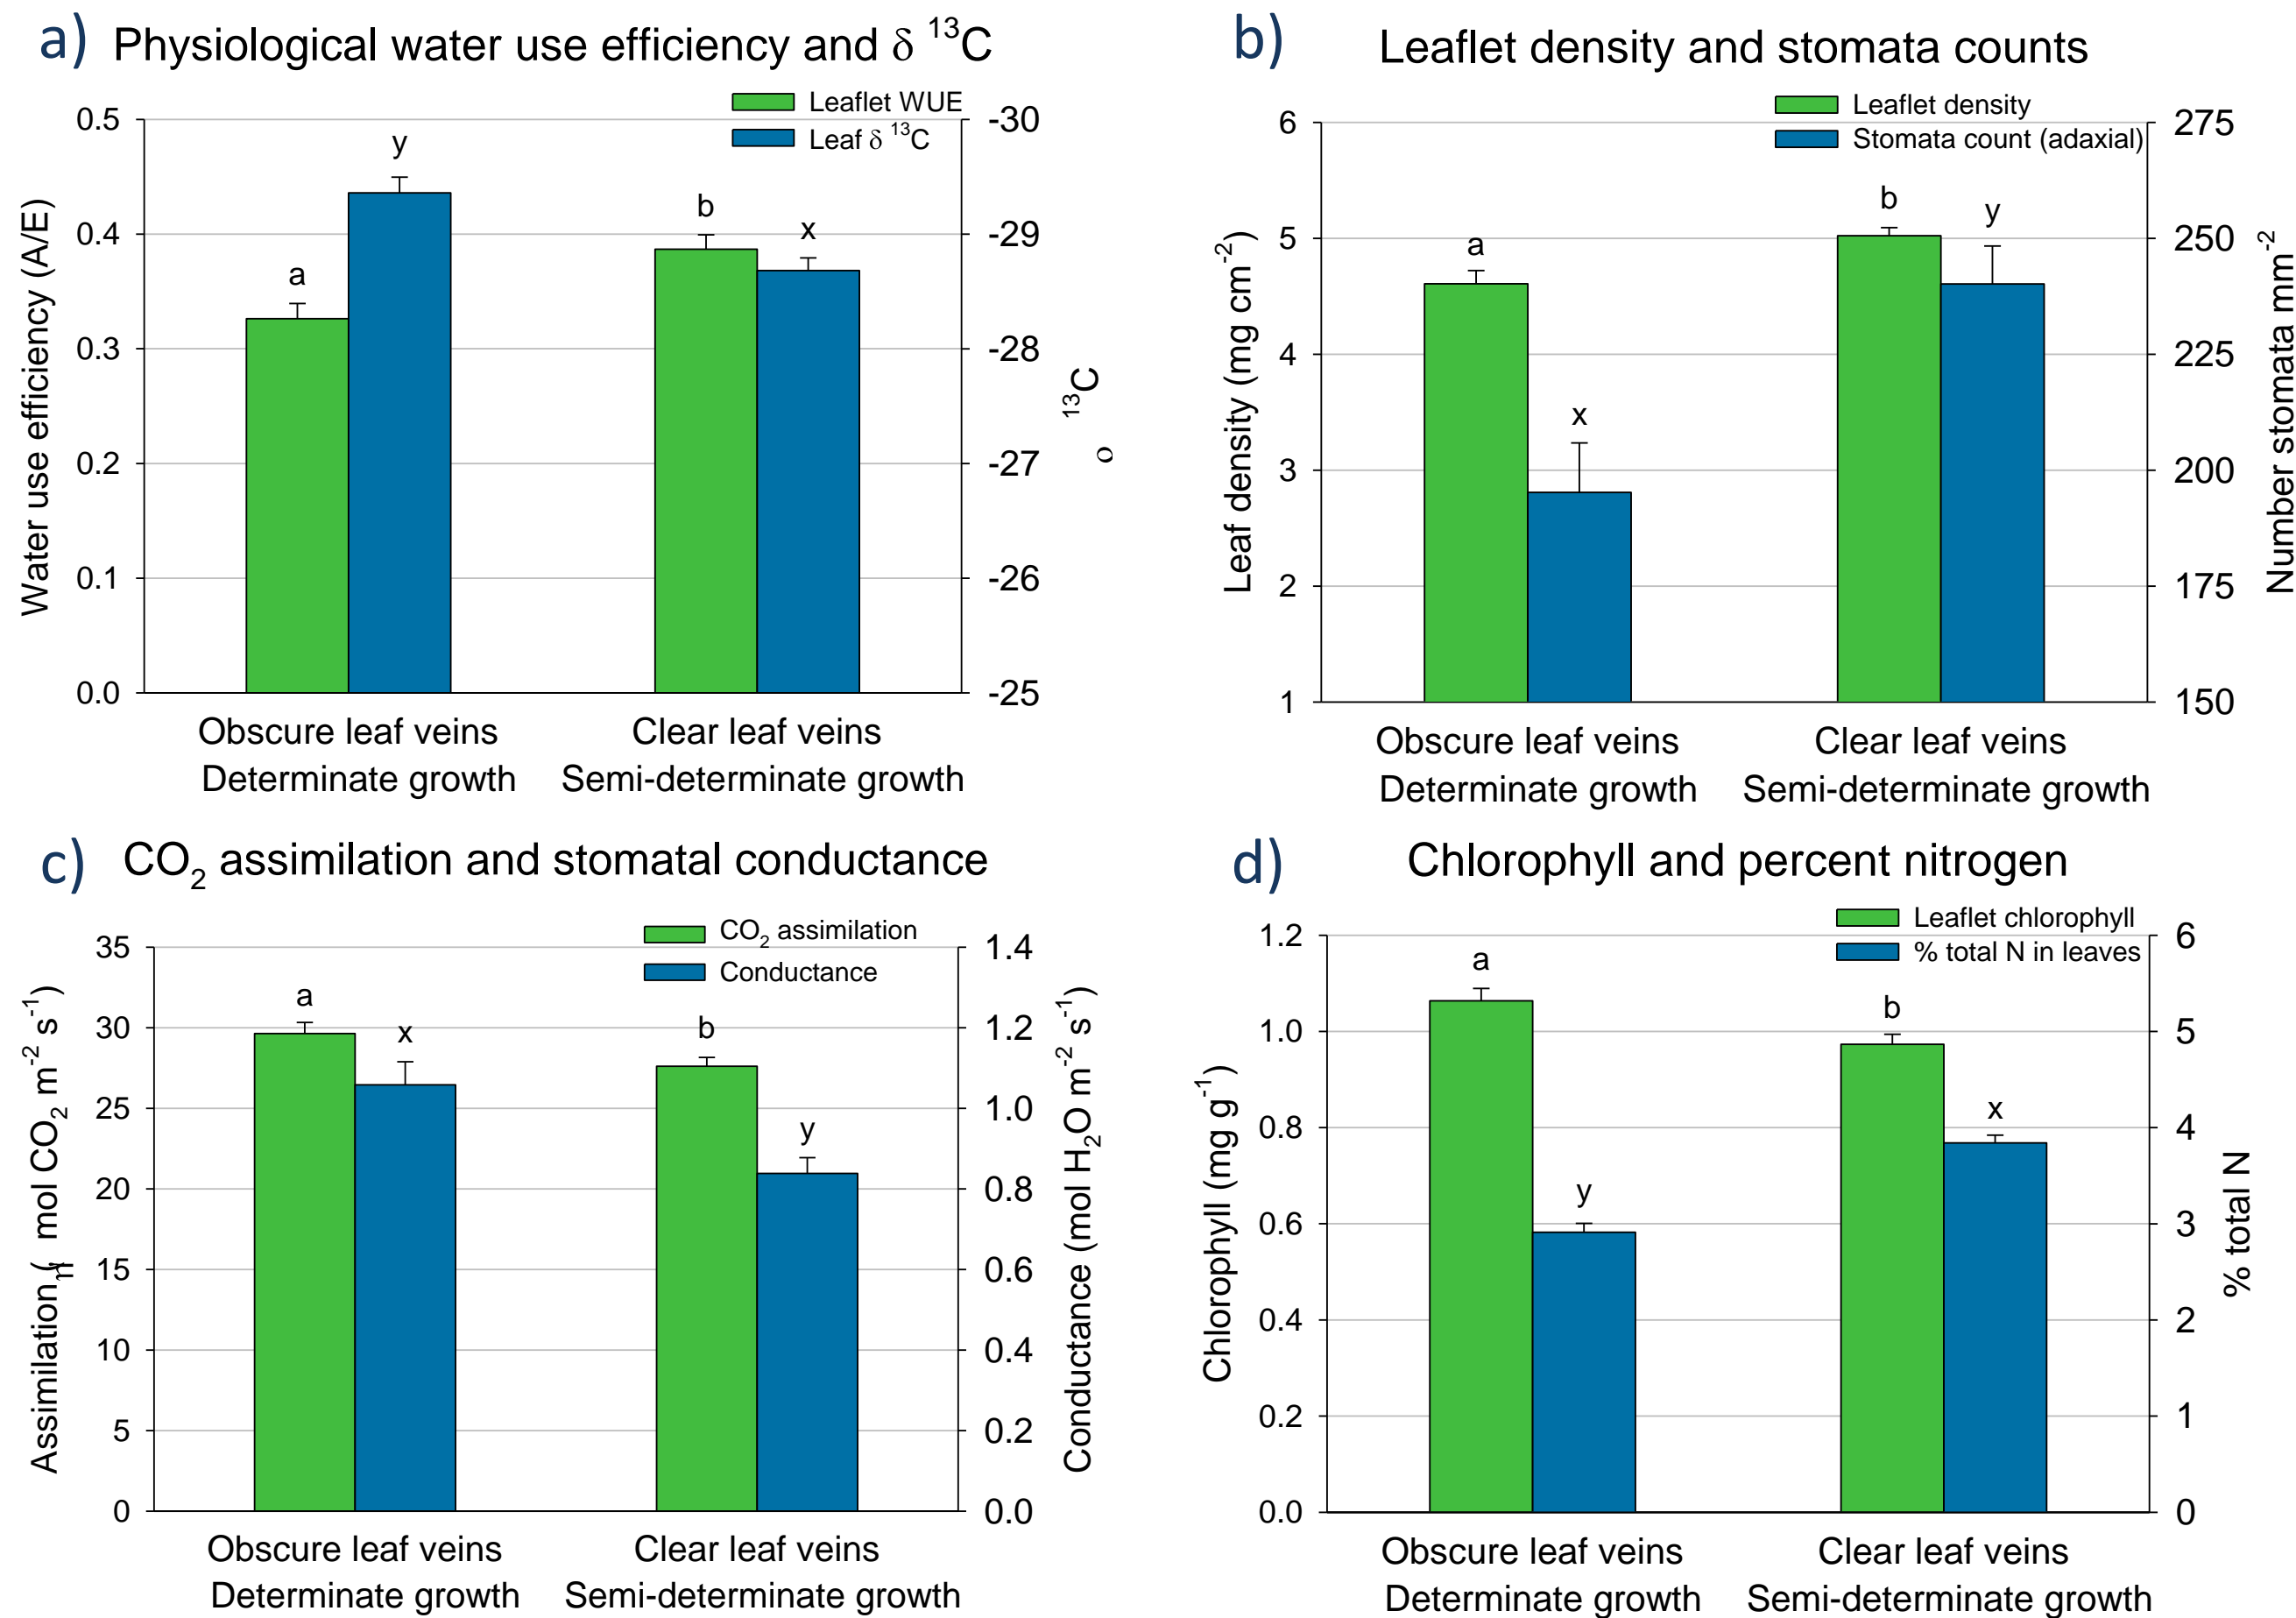 a) Physiological water use efficiency and δ ¹³C
Leaflet WUE
Leaf δ ¹³C
0.5
0.4
0.3
0.2
0.1
0.0
Water use efficiency (A/E)
a
y
b
x
-30
-29
-28
-27
-26
-25
¹³C
Obscure leaf veins
Determinate growth
Clear leaf veins
Semi-determinate growth
b) Leaflet density and stomata counts
Leaflet density
Stomata count (adaxial)
6
5
4
3
2
1
Leaf density (mg cm⁻²)
a
x
b
y
275
250
225
200
175
150
Number stomata mm⁻²
Obscure leaf veins
Determinate growth
Clear leaf veins
Semi-determinate growth
c) CO₂ assimilation and stomatal conductance
CO₂ assimilation
Conductance
35
30
25
20
15
10
5
0
Assimilation ( mol CO₂ m⁻² s⁻¹)
a
x
b
y
1.4
1.2
1.0
0.8
0.6
0.4
0.2
0.0
Conductance (mol H₂O m⁻² s⁻¹)
Obscure leaf veins
Determinate growth
Clear leaf veins
Semi-determinate growth
d) Chlorophyll and percent nitrogen
Leaflet chlorophyll
% total N in leaves
1.2
1.0
0.8
0.6
0.4
0.2
0.0
Chlorophyll (mg g⁻¹)
a
y
b
x
6
5
4
3
2
1
0
% total N
Obscure leaf veins
Determinate growth
Clear leaf veins
Semi-determinate growth